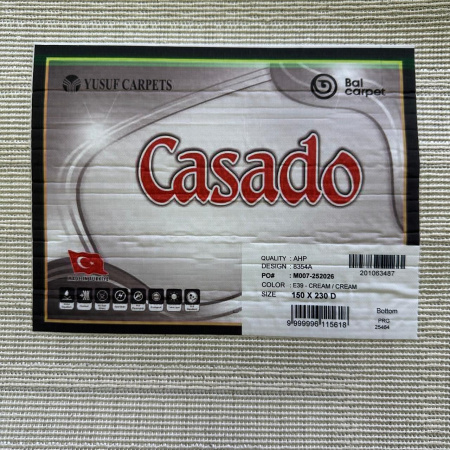 YUSUF CARPETS
Bal
carpet
Casado
QUALITY : AHP
DESIGN : 8354A
PO# : M007-252026
COLOR : E39 - CREAM / CREAM
SIZE 150 X 230 D
201063487
9 999996 115618
Bottom
PRG.
25464